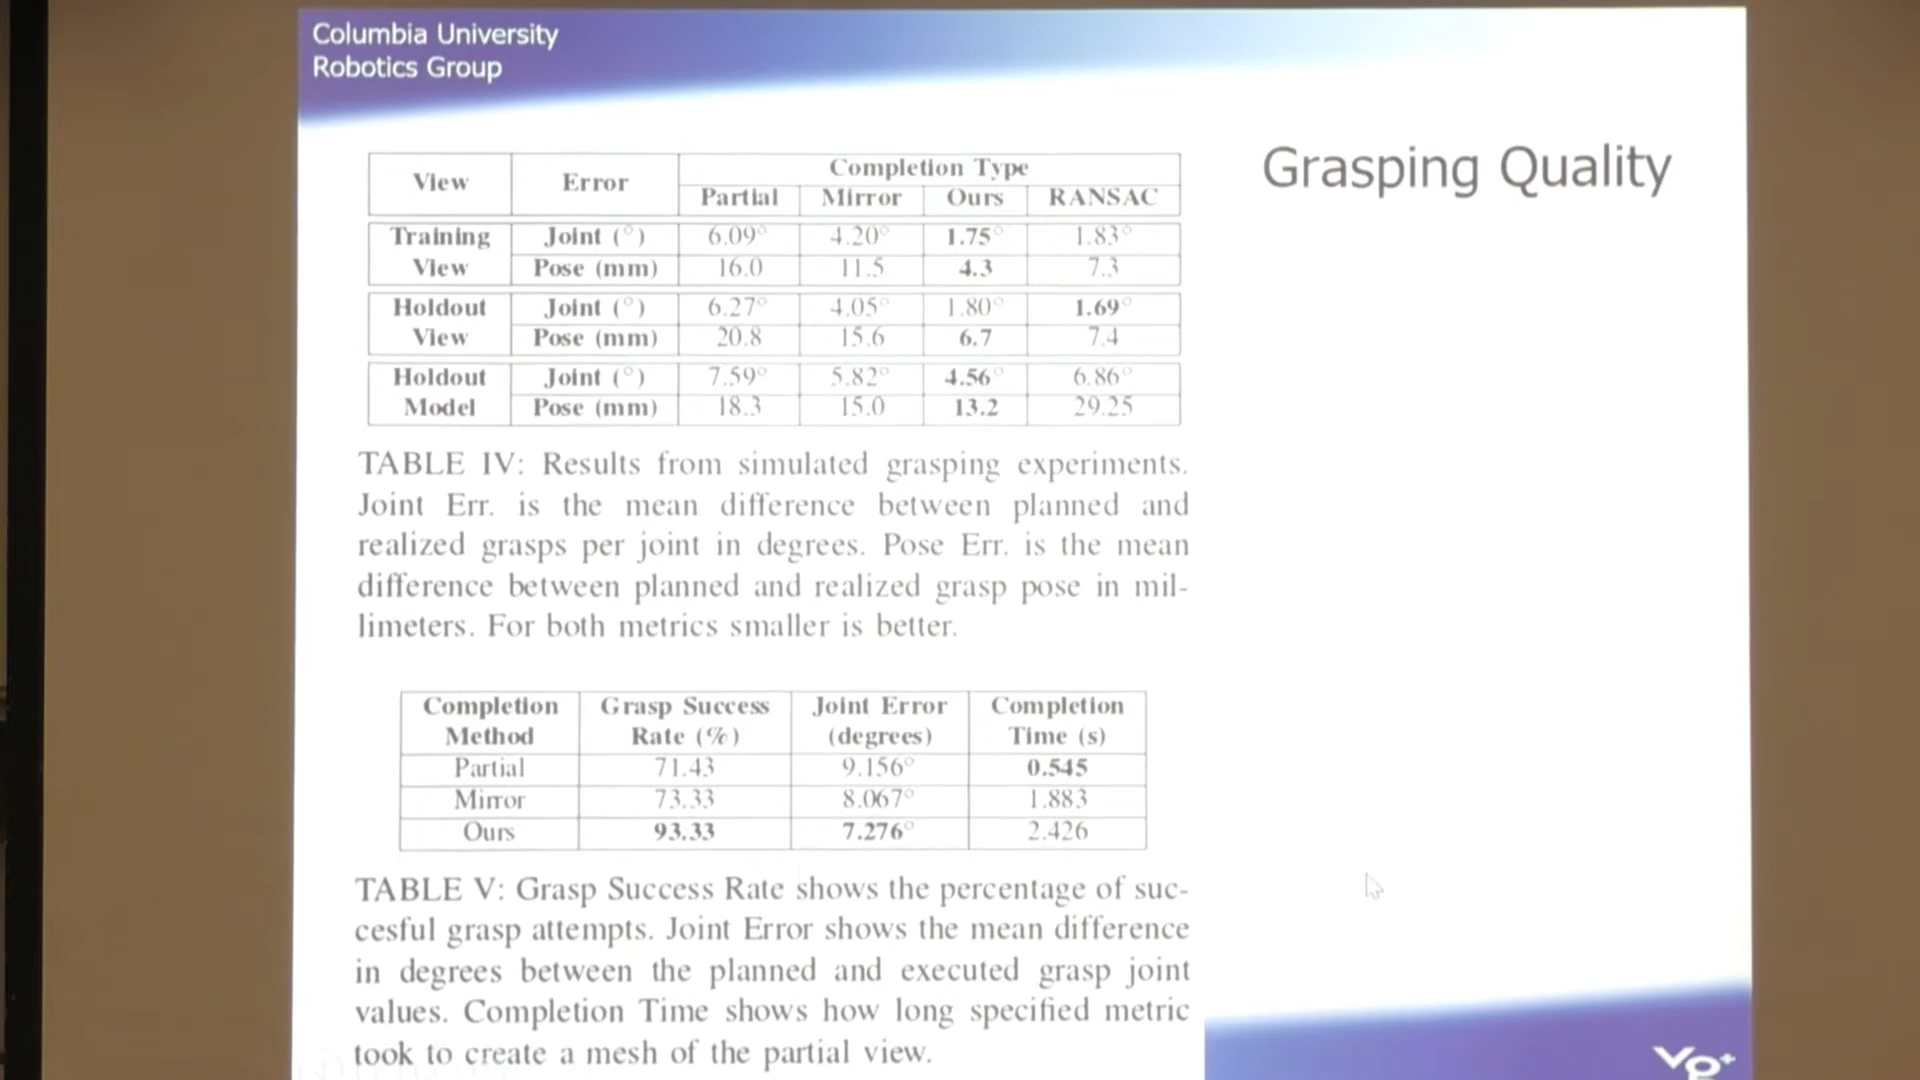 Columbia University
Robotics Group
Grasping Quality
View Error Completion Type
Partial Mirror Ours RANSAC
Training View Joint (°) 6.09° 4.20° 1.75° 1.83°
Pose (mm) 16.0 11.5 4.3 7.3
Holdout View Joint (°) 6.27° 4.05° 1.80° 1.69°
Pose (mm) 20.8 15.6 6.7 7.4
Holdout Model Joint (°) 7.59° 5.82° 4.56° 6.86°
Pose (mm) 18.3 15.0 13.2 29.25
TABLE IV: Results from simulated grasping experiments.
Joint Err. is the mean difference between planned and
realized grasps per joint in degrees. Pose Err. is the mean
difference between planned and realized grasp pose in mil-
limeters. For both metrics smaller is better.
Completion Method Grasp Success Rate (%) Joint Error (degrees) Completion Time (s)
Partial 71.43 9.156° 0.545
Mirror 73.33 8.067° 1.883
Ours 93.33 7.276° 2.426
TABLE V: Grasp Success Rate shows the percentage of suc-
cesful grasp attempts. Joint Error shows the mean difference
in degrees between the planned and executed grasp joint
values. Completion Time shows how long specified metric
took to create a mesh of the partial view.